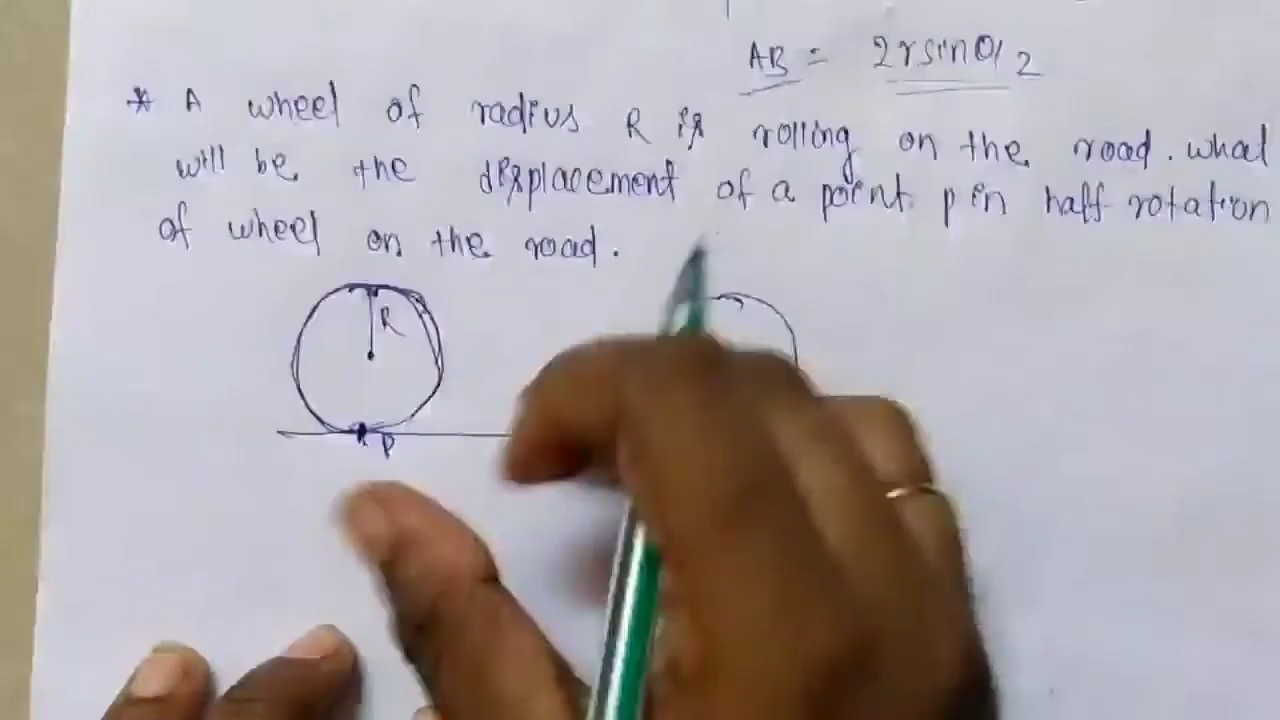 AB = 2rsinθ/2
* A wheel of radius R is rolling on the road. what
will be the displacement of a point p in half rotation
of wheel on the road.
R
P